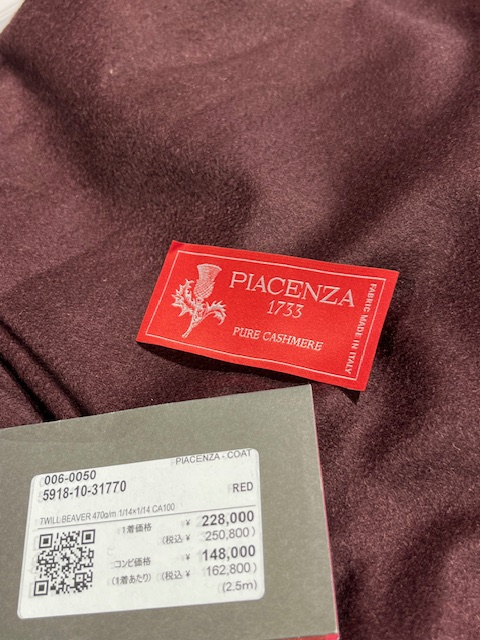 PIACENZA
1733
PURE CASHMERE
FABRIC MADE IN ITALY
PIACENZA - COAT
006-0050
5918-10-31770
RED
TWILL BEAVER 470g/m 1/14×1/14 CA100
1着価格 ¥ 228,000
(税込 ¥ 250,800)
コンビ価格 ¥ 148,000
(1着あたり) (税込 ¥ 162,800)
(2.5m)